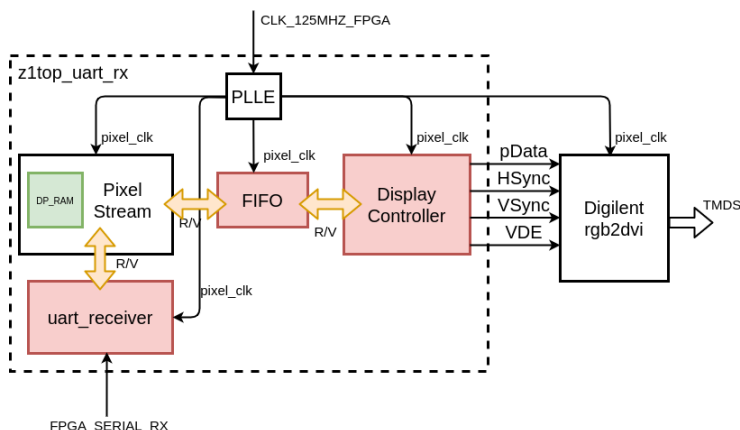 CLK_125MHZ_FPGA
z1top_uart_rx
PLLE
pixel_clk
pixel_clk
pixel_clk
pixel_clk
DP_RAM
Pixel
Stream
R/V
FIFO
R/V
Display
Controller
pData
HSync
VSync
VDE
Digilent
rgb2dvi
TMDS
R/V
pixel_clk
uart_receiver
FPGA_SERIAL_RX